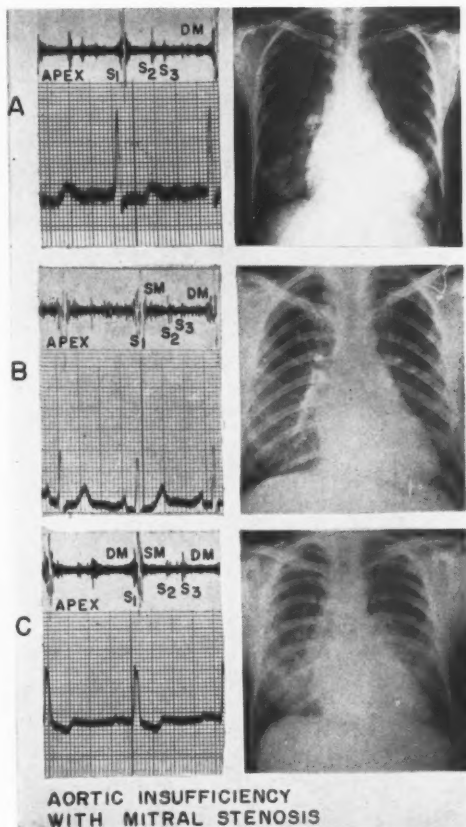 DM
APEX S1 S2 S3
A
SM DM
APEX S1 S2 S3
B
DM SM DM
APEX S1 S2 S3
C
AORTIC INSUFFICIENCY
WITH MITRAL STENOSIS